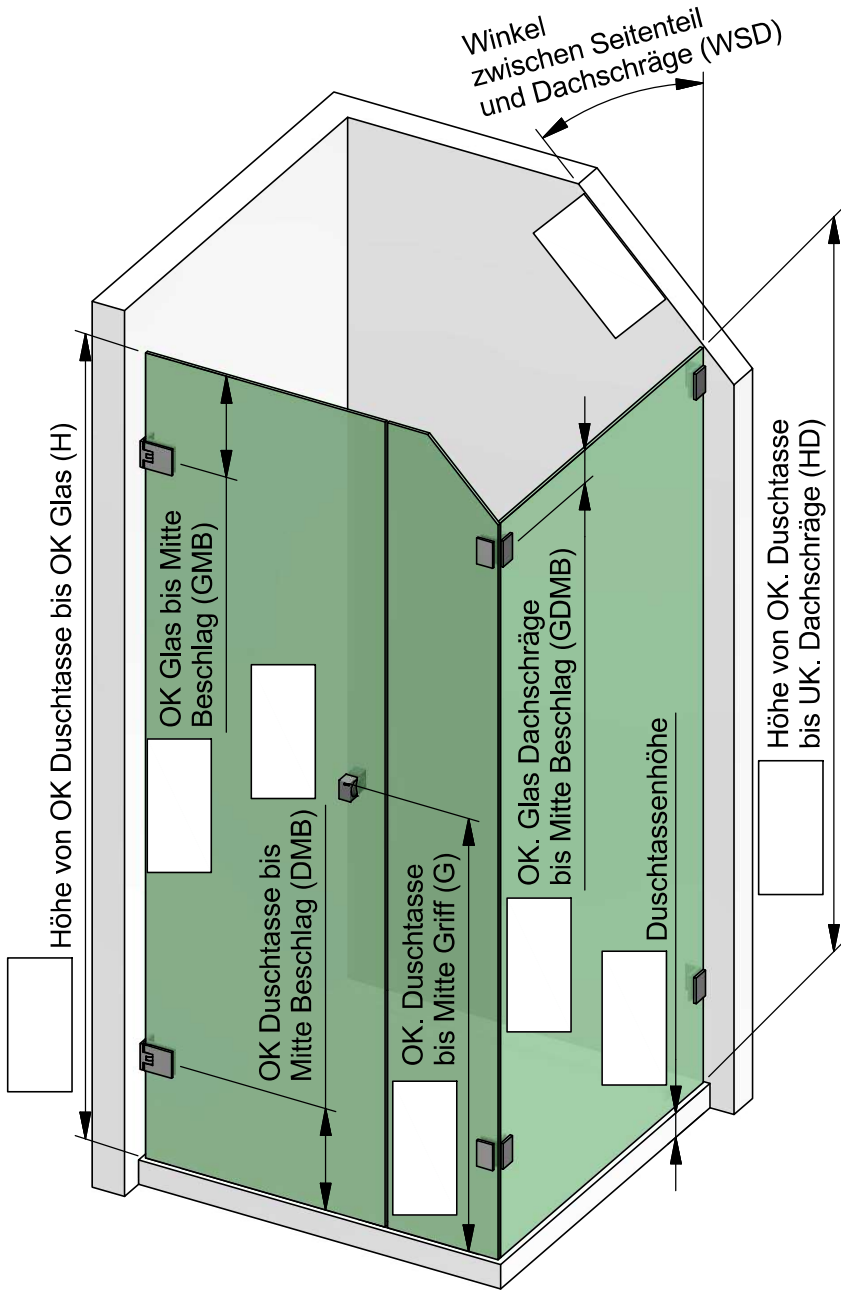 Winkel
zwischen Seitenteil
und Dachschräge (WSD)
Höhe von OK Duschtasse bis OK Glas (H)
OK Glas bis Mitte
Beschlag (GMB)
OK Duschtasse bis
Mitte Beschlag (DMB)
OK. Duschtasse
bis Mitte Griff (G)
OK. Glas Dachschräge
bis Mitte Beschlag (GDMB)
Duschtassenhöhe
Höhe von OK. Duschtasse
bis UK. Dachschräge (HD)